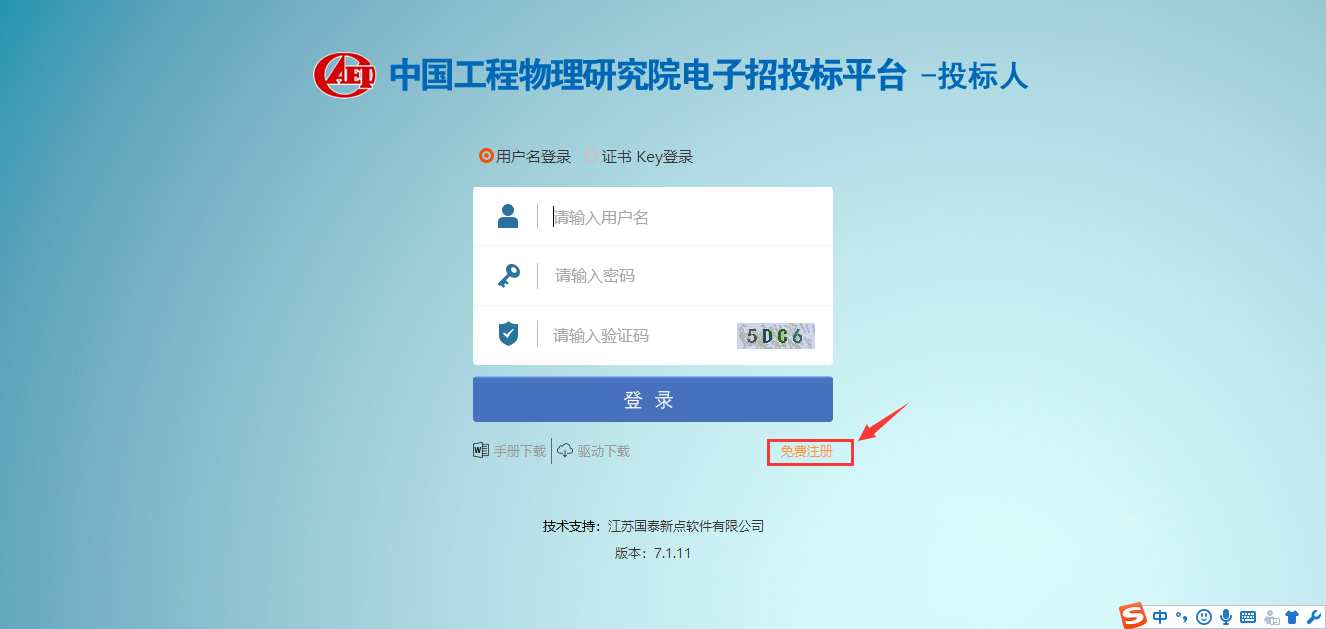 CAEP 中国工程物理研究院电子招投标平台 -投标人
用户名登录 证书 Key登录
请输入用户名
请输入密码
请输入验证码 5DC6
登 录
手册下载 驱动下载 免费注册
技术支持：江苏国泰新点软件有限公司
版本：7.1.11
S 中 °,